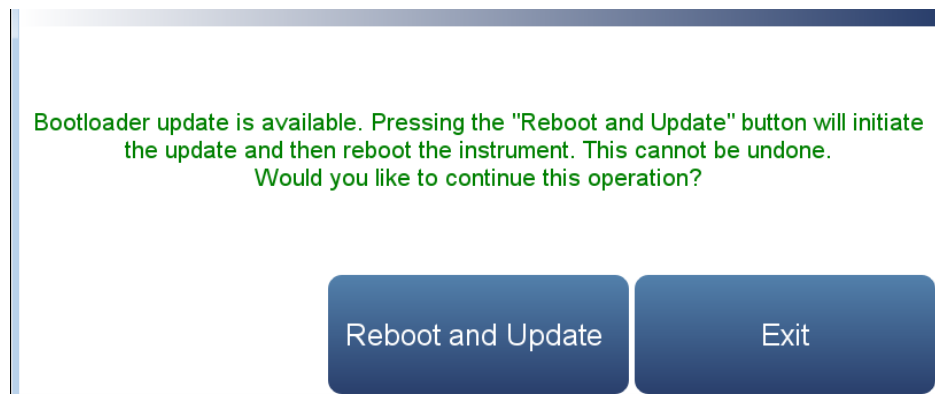 Bootloader update is available. Pressing the "Reboot and Update" button will initiate
the update and then reboot the instrument. This cannot be undone.
Would you like to continue this operation?
Reboot and Update
Exit